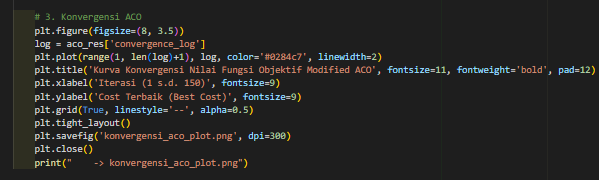 # 3. Konvergensi ACO
plt.figure(figsize=(8, 3.5))
log = aco_res['convergence_log']
plt.plot(range(1, len(log)+1), log, color='#0284c7', linewidth=2)
plt.title('Kurva Konvergensi Nilai Fungsi Objektif Modified ACO', fontsize=11, fontweight='bold', pad=12)
plt.xlabel('Iterasi (1 s.d. 150)', fontsize=9)
plt.ylabel('Cost Terbaik (Best Cost)', fontsize=9)
plt.grid(True, linestyle='--', alpha=0.5)
plt.tight_layout()
plt.savefig('konvergensi_aco_plot.png', dpi=300)
plt.close()
print("    -> konvergensi_aco_plot.png")